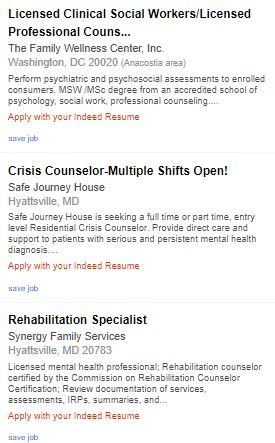 Licensed Clinical Social Workers/Licensed
Professional Couns...
The Family Wellness Center, Inc.
Washington, DC 20020 (Anacostia area)
Perform psychiatric and psychosocial assessments to enrolled
consumers. MSW /MSc degree from an accredited school of
psychology, social work, professional counseling....
Apply with your Indeed Resume
save job
Crisis Counselor-Multiple Shifts Open!
Safe Journey House
Hyattsville, MD
Safe Journey House is seeking a full time or part time, entry
level Residential Crisis Counselor. Provide direct care and
support to patients with serious and persistent mental health
diagnosis....
Apply with your Indeed Resume
save job
Rehabilitation Specialist
Synergy Family Services
Hyattsville, MD 20783
Licensed mental health professional; Rehabilitation counselor
certified by the Commission on Rehabilitation Counselor
Certification; Review documentation of services,
assessments, IRPs, summaries, and...
Apply with your Indeed Resume
save job